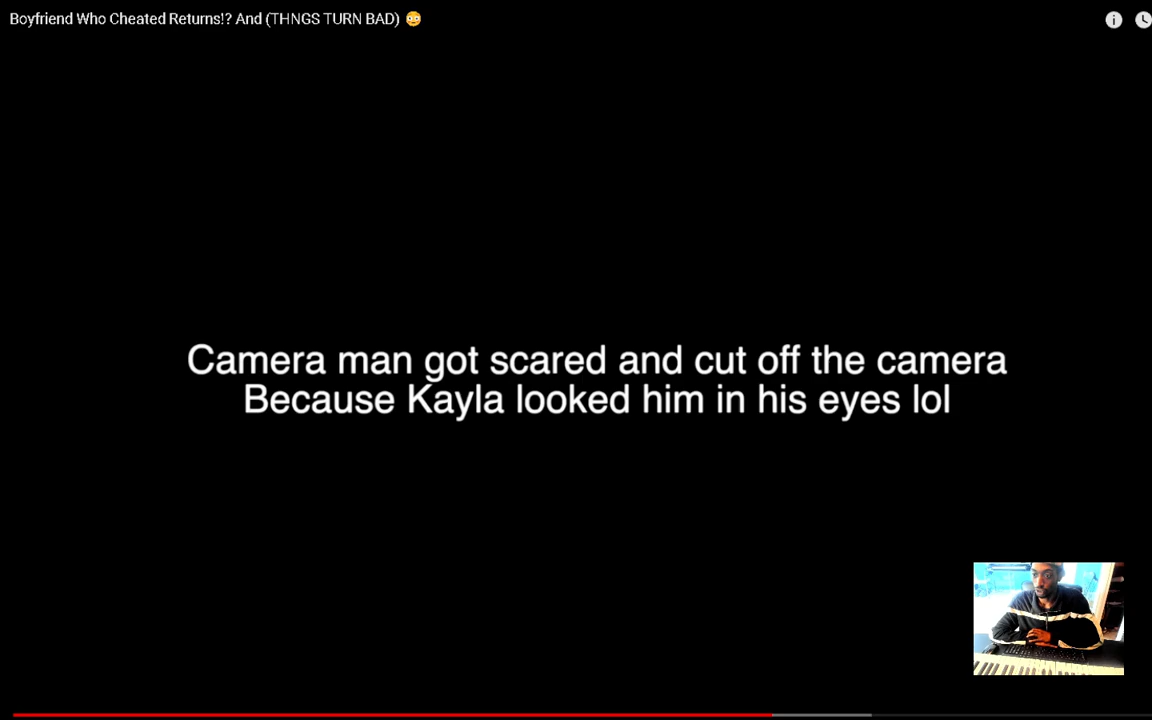 Boyfriend Who Cheated Returns!? And (THNGS TURN BAD) 😳
Camera man got scared and cut off the camera
Because Kayla looked him in his eyes lol